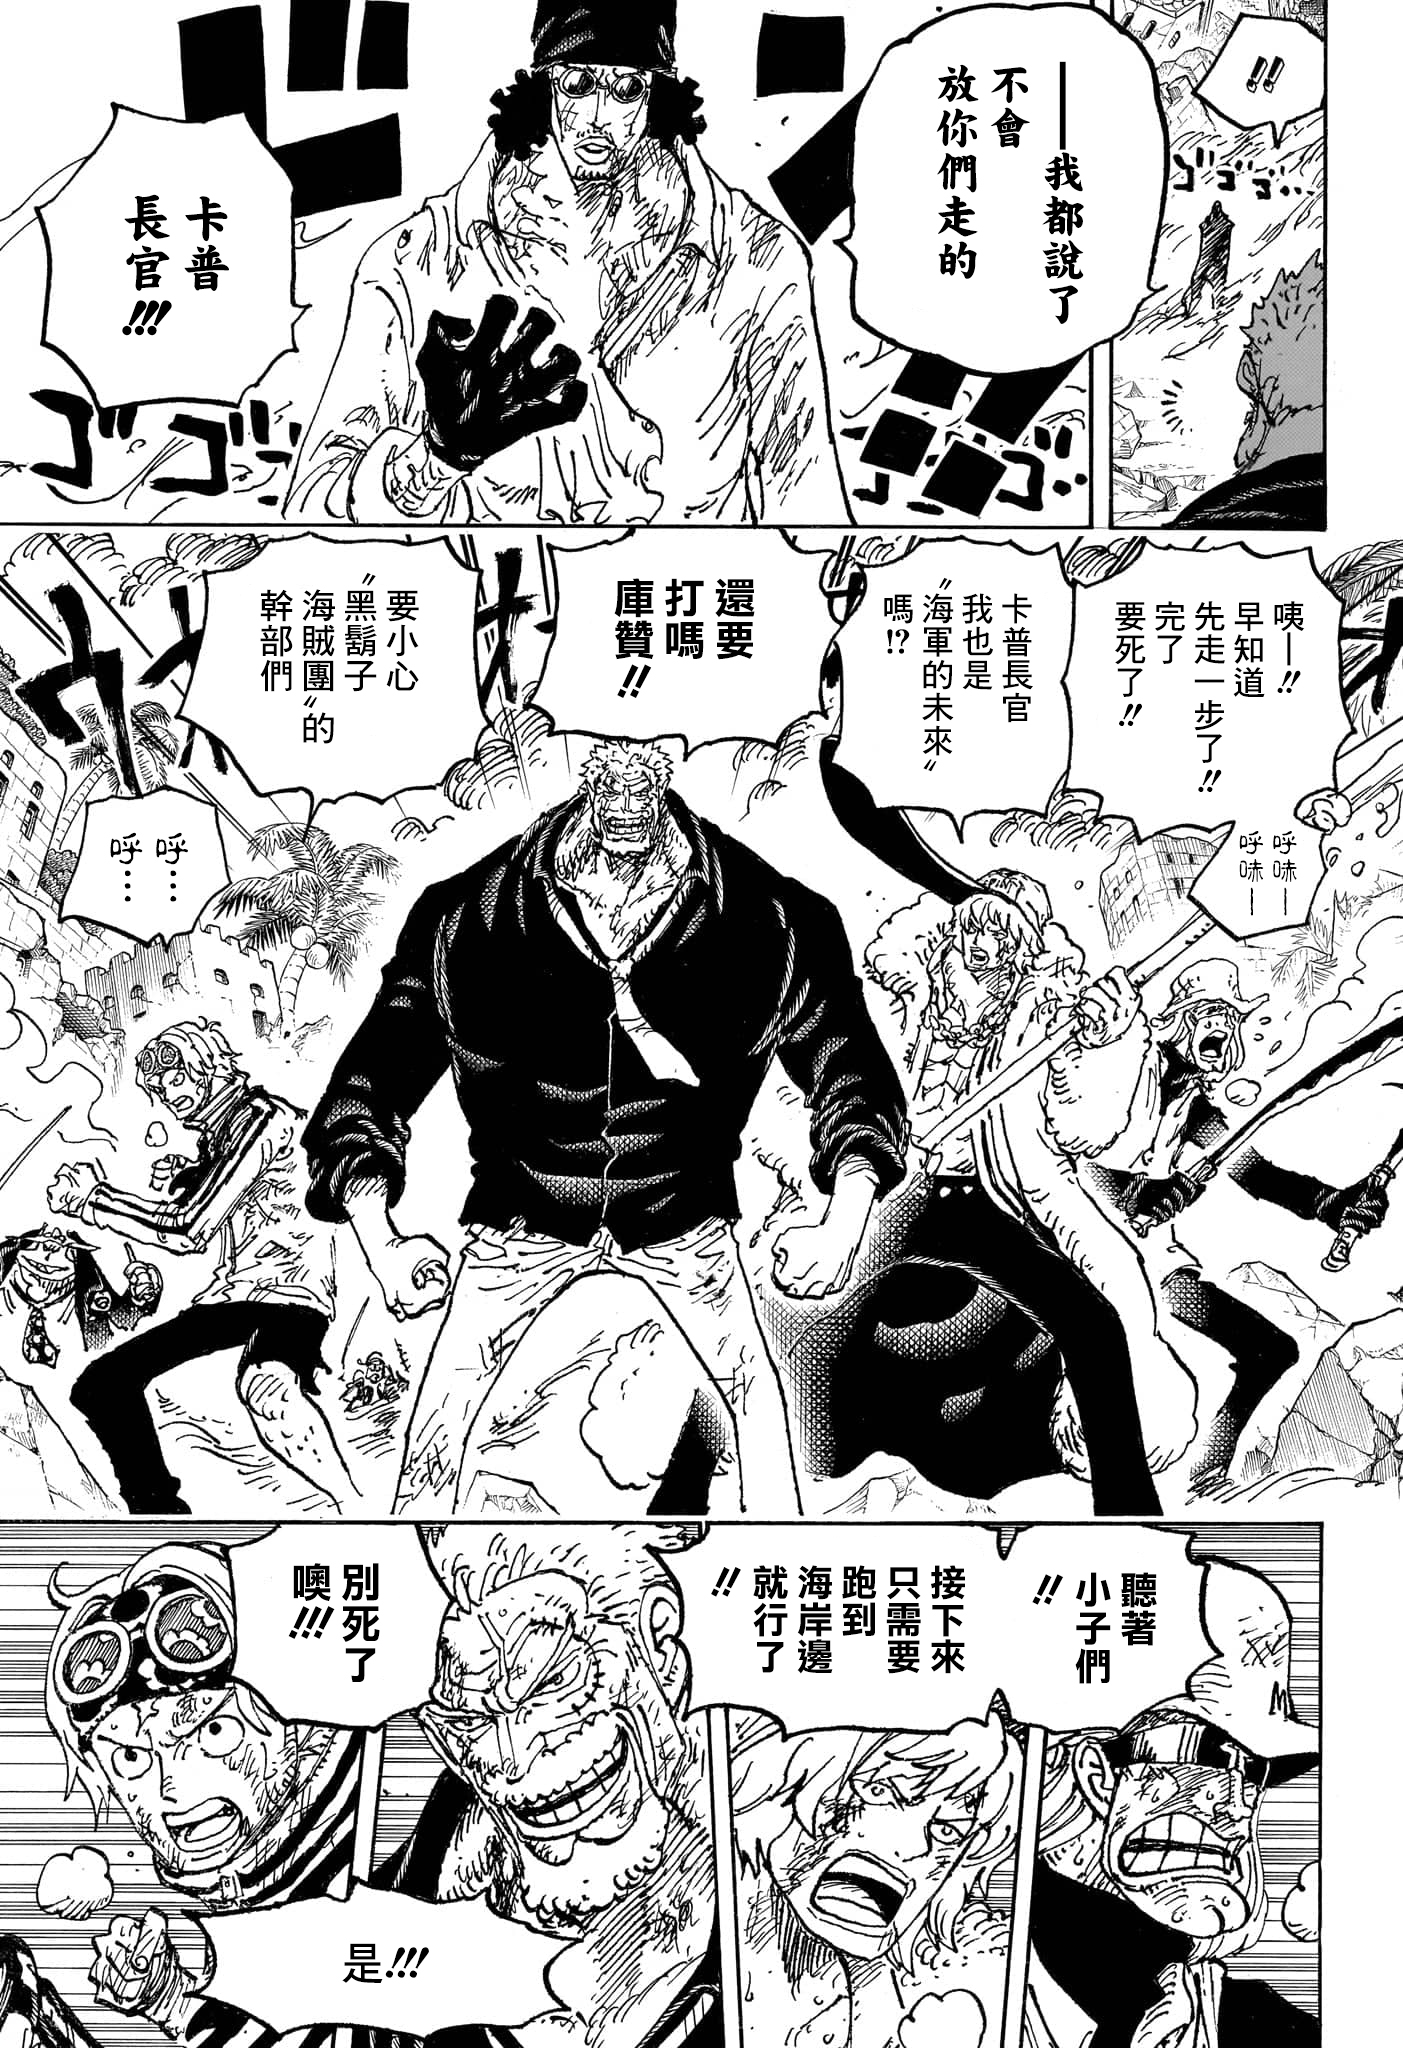 !!
ゴゴゴ…
——我都說了
不會
放你們走的
卡普
長官!!!
ゴゴゴ
咦—!!
早知道
先走一步了!!
完了
要死了!!
呼哧—
呼哧—
卡普長官
我也是
〝海軍的未來〞
嗎!?
還要
打嗎
庫贊!!
要小心
〝黑鬍子
海賊團〞的
幹部們
呼…
呼…
聽著
小子們
!!
接下來
只需要
跑到
海岸邊
就行了
!!
別死了
噢!!!
是!!!